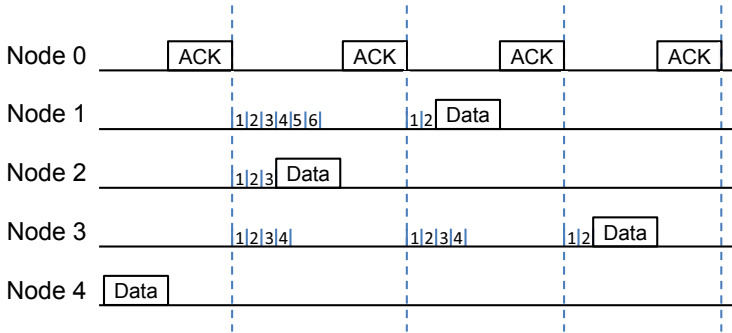 Node 0 ACK ACK ACK ACK
Node 1 1|2|3|4|5|6| 1|2 Data
Node 2 1|2|3 Data
Node 3 1|2|3|4| 1|2|3|4| 1|2 Data
Node 4 Data